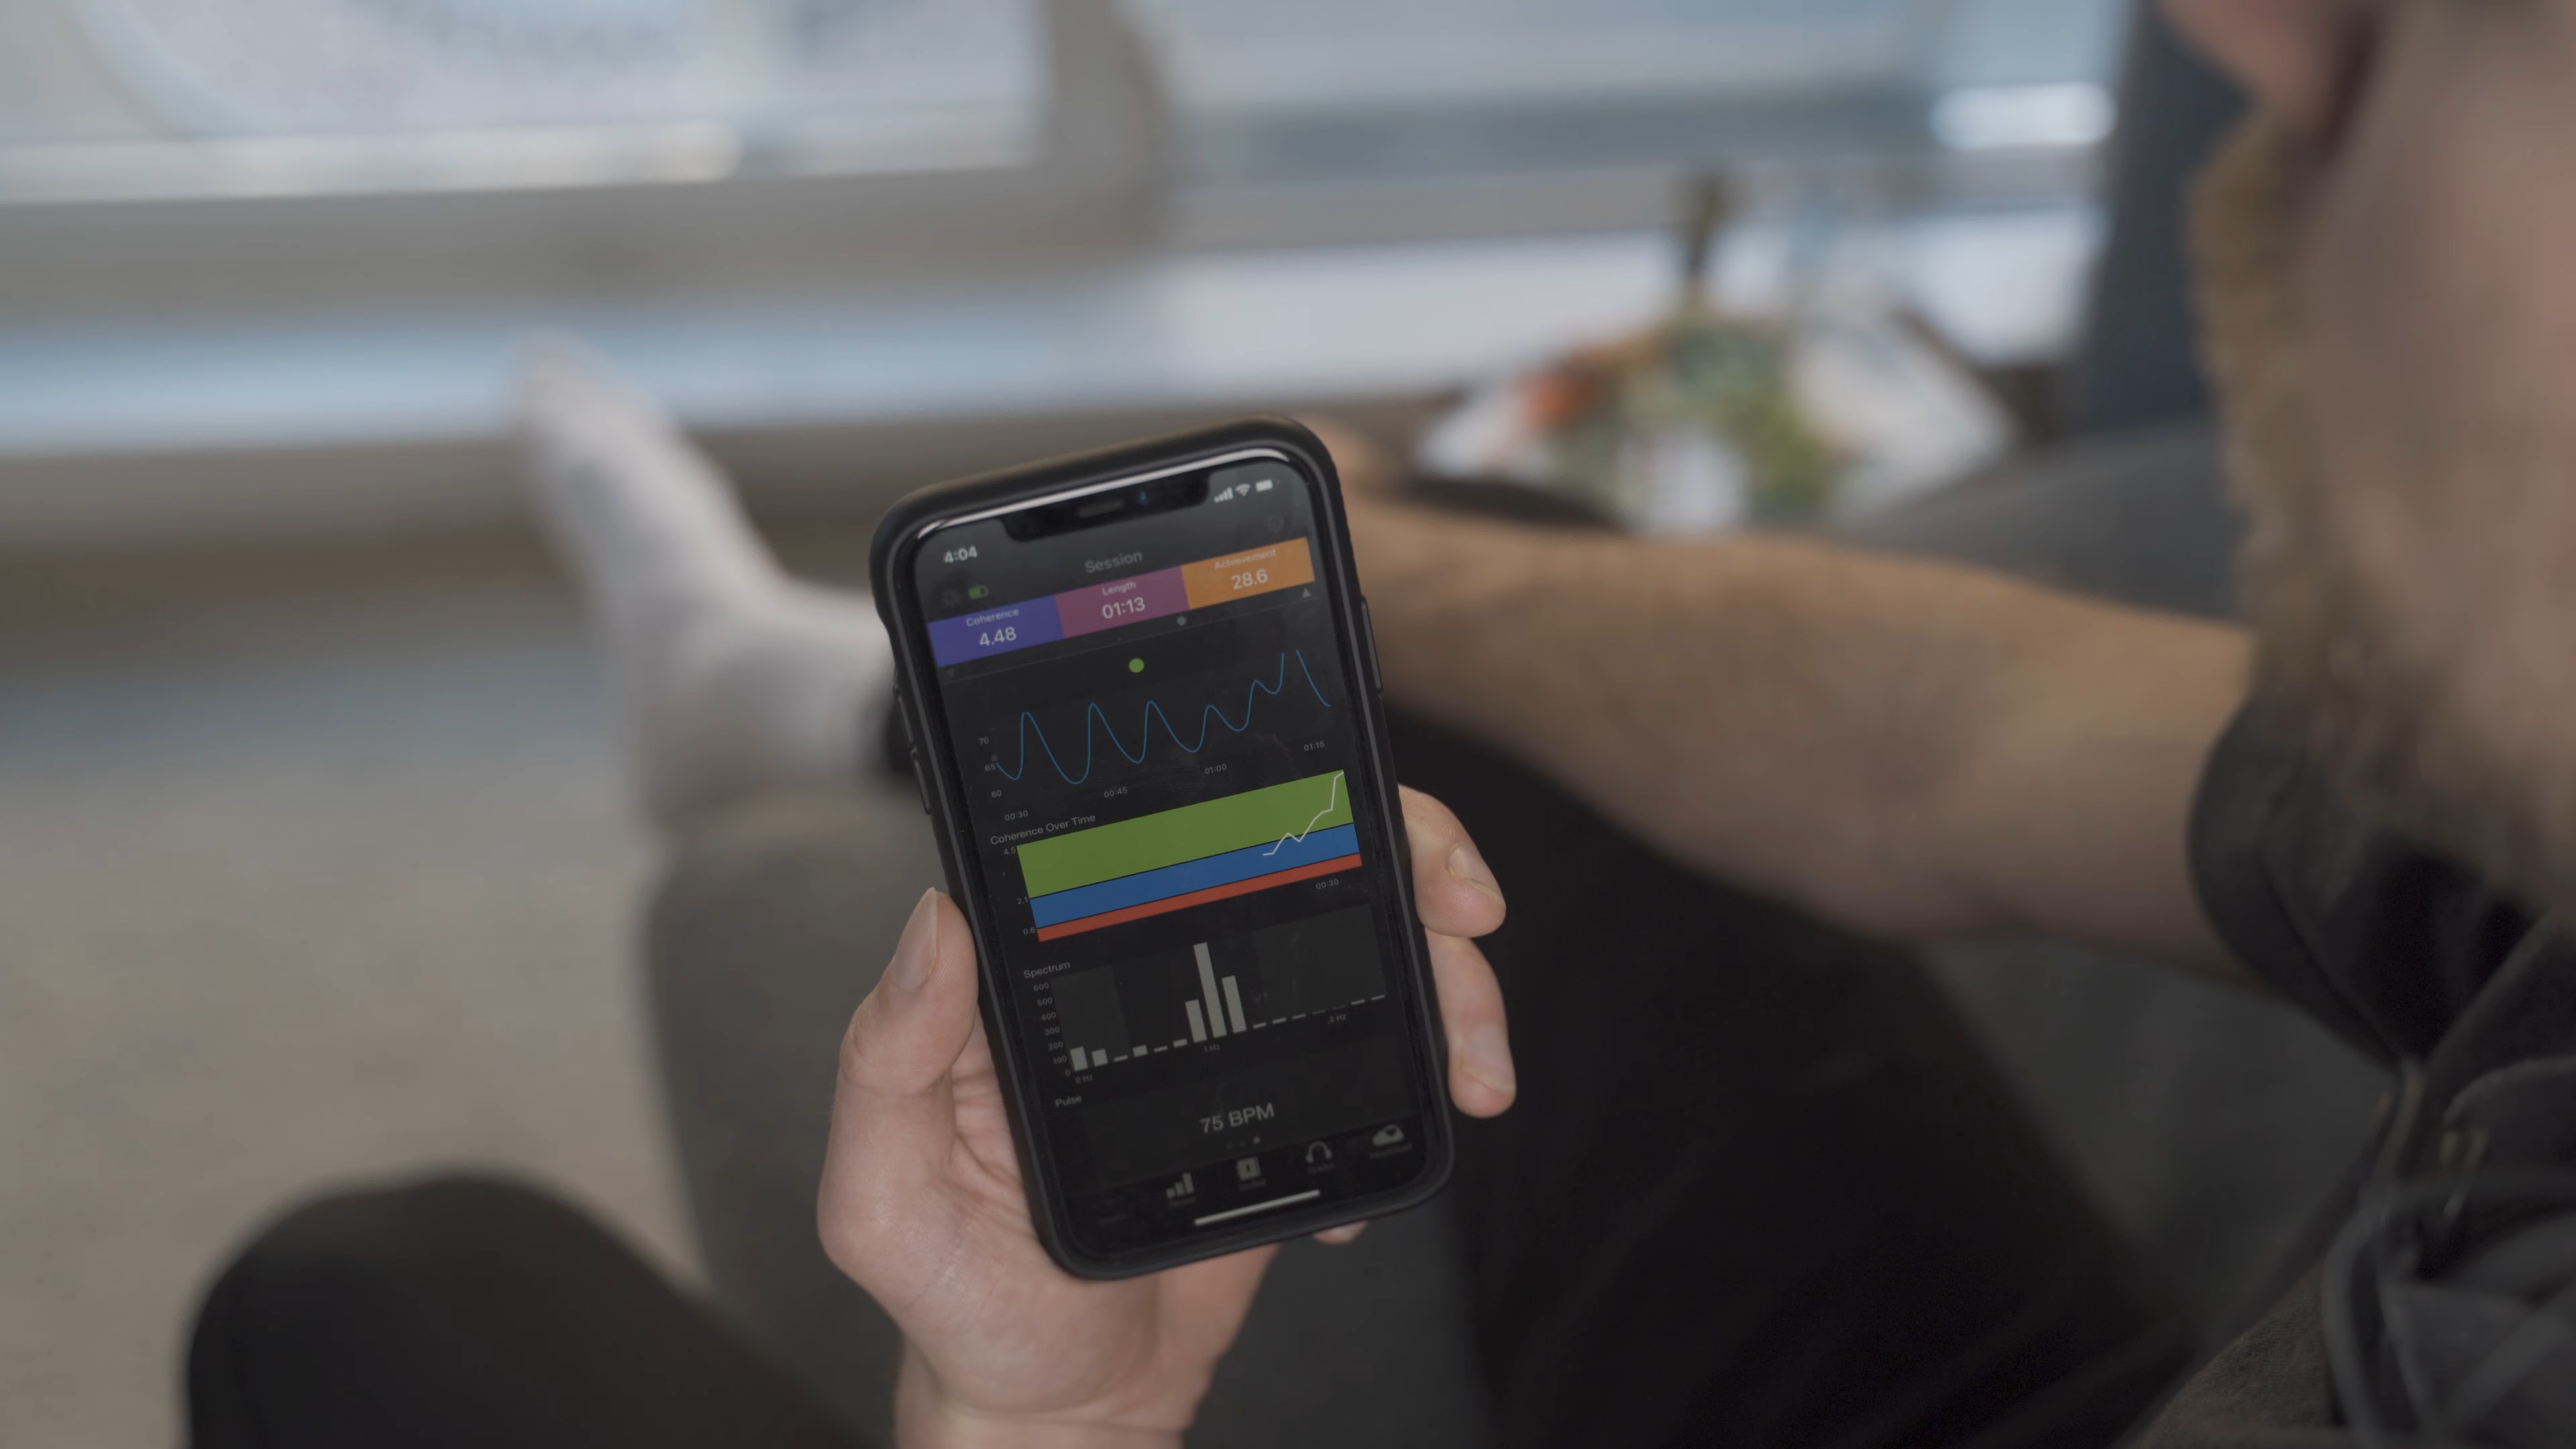 4:04
Session
Coherence
4.48
Length
01:13
Achievement
28.6
70
65
60
00:30
00:45
01:00
01:15
Coherence Over Time
4.5
2.1
0.6
00:30
Spectrum
600
500
400
300
200
100
0
0 Hz
.1 Hz
.2 Hz
Pulse
75 BPM